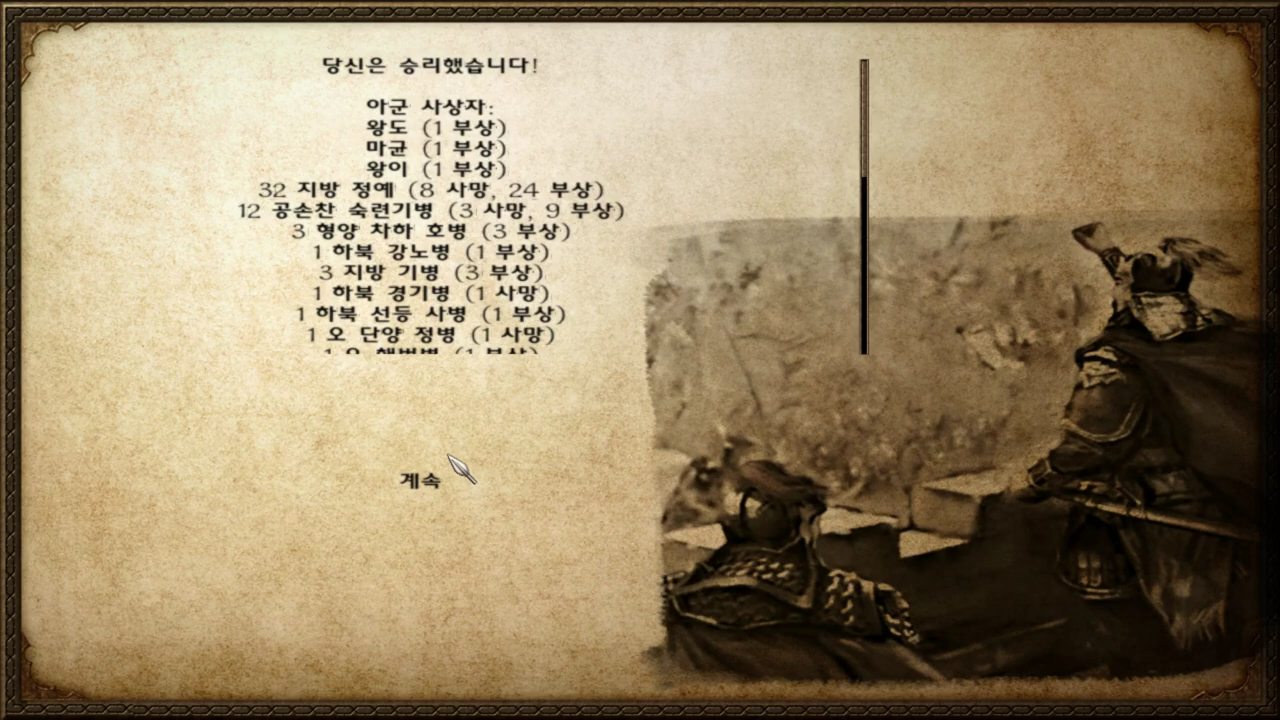 당신은 승리했습니다!
아군 사상자:
왕도 (1 부상)
마균 (1 부상)
왕이 (1 부상)
32 지방 정예 (8 사망, 24 부상)
12 공손찬 숙련기병 (3 사망, 9 부상)
3 형양 차하 호병 (3 부상)
1 하북 강노병 (1 부상)
3 지방 기병 (3 부상)
1 하북 경기병 (1 사망)
1 하북 선등 사병 (1 부상)
1 오 단양 정병 (1 사망)
1 오 (1 부상)
계속